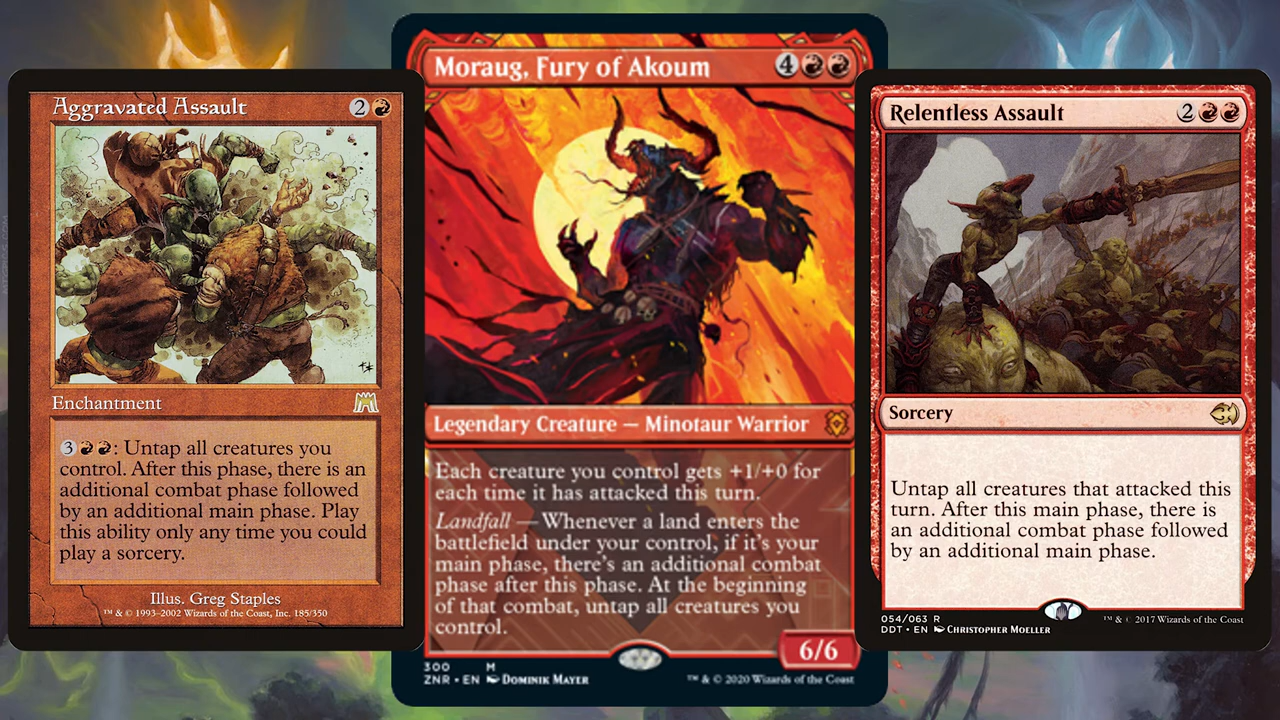 Aggravated Assault 2
Enchantment
3: Untap all creatures you
control. After this phase, there is an
additional combat phase followed
by an additional main phase. Play
this ability only any time you could
play a sorcery.
Illus. Greg Staples
™ & © 1993–2002 Wizards of the Coast, Inc. 185/350
Moraug, Fury of Akoum 4
Legendary Creature — Minotaur Warrior
Each creature you control gets +1/+0 for
each time it has attacked this turn.
Landfall — Whenever a land enters the
battlefield under your control, if it's your
main phase, there's an additional combat
phase after this phase. At the beginning
of that combat, untap all creatures you
control.
6/6
300 M
ZNR • EN Dominik Mayer
™ & © 2020 Wizards of the Coast
Relentless Assault 2
Sorcery
Untap all creatures that attacked this
turn. After this main phase, there is
an additional combat phase followed
by an additional main phase.
054/063 R
DDT • EN Christopher Moeller
™ & © 2017 Wizards of the Coast